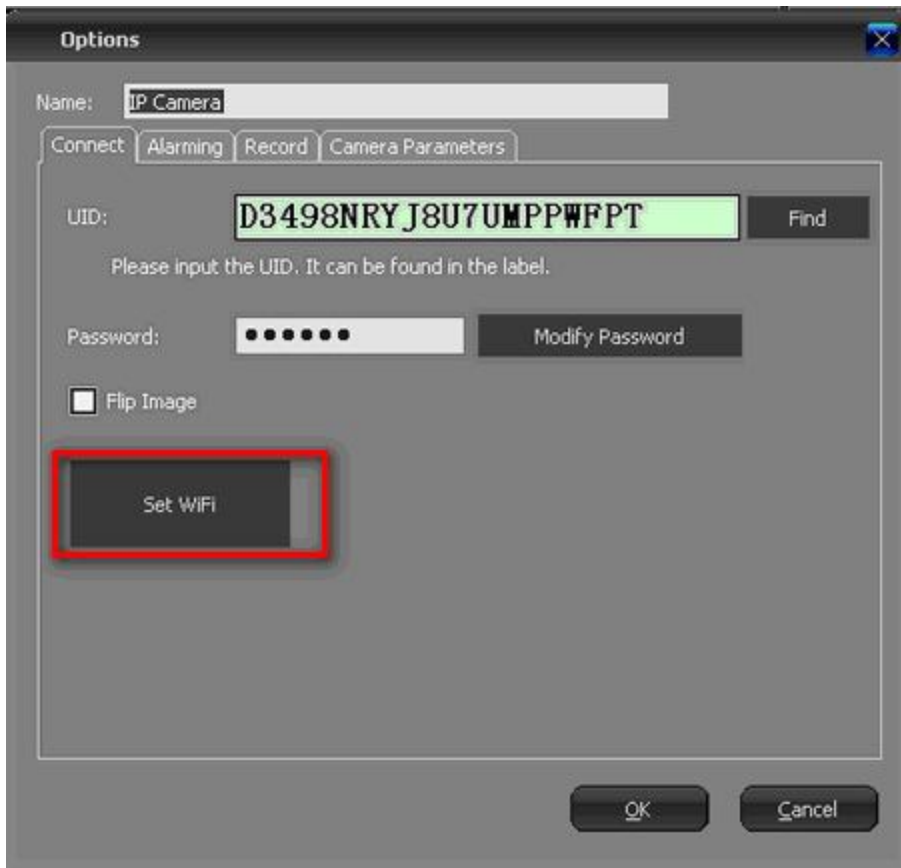 Options
Name: IP Camera
Connect Alarming Record Camera Parameters
UID: D3498NRYJ8U7UMPPWFPT Find
Please input the UID. It can be found in the label.
Password: ●●●●●● Modify Password
Flip Image
Set WiFi
OK Cancel